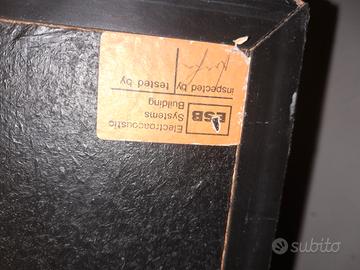 Electroacoustic
ESB Systems
Building
inspected by tested by
subito